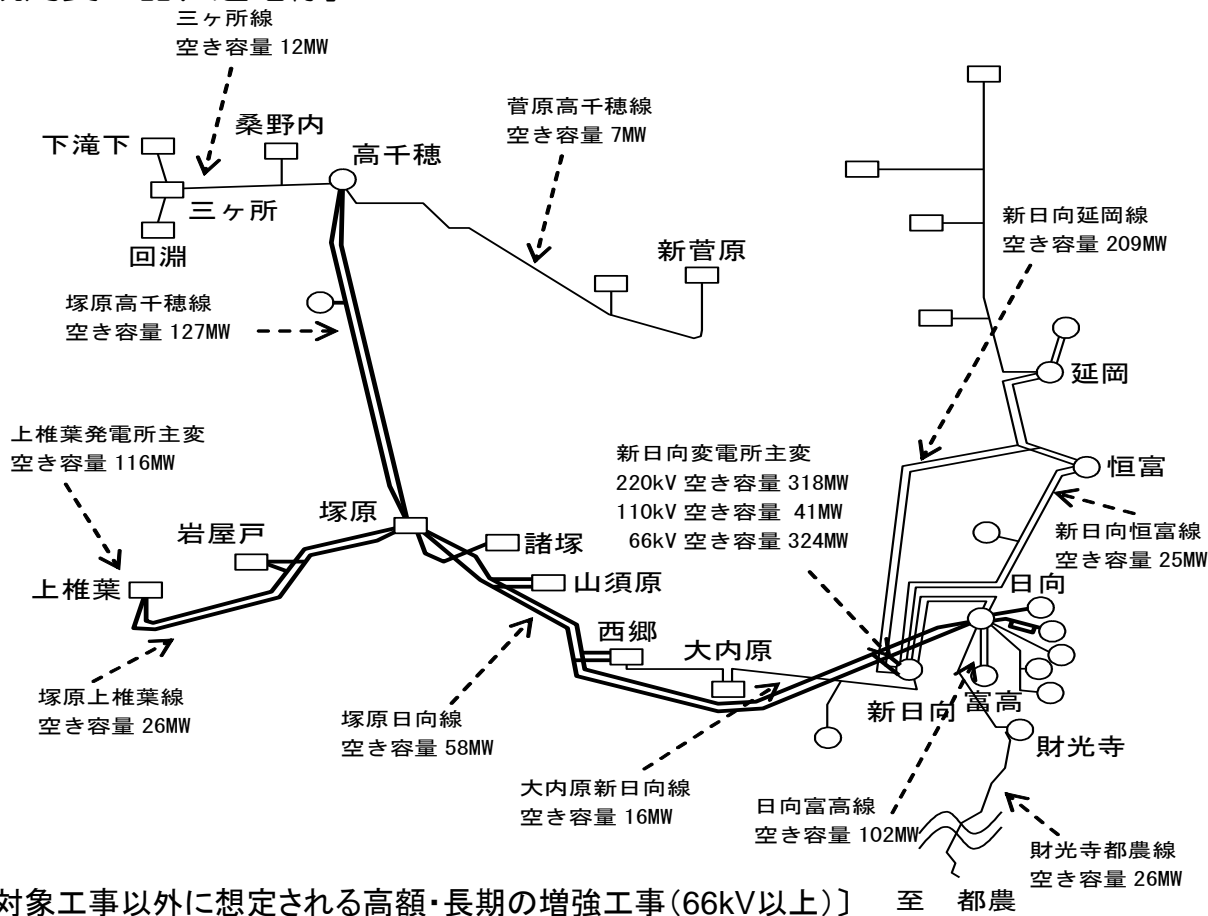 三ヶ所線
空き容量 12MW
菅原高千穂線
空き容量 7MW
桑野内
下滝下
高千穂
三ヶ所
回淵
新菅原
新日向延岡線
空き容量 209MW
塚原高千穂線
空き容量 127MW
延岡
上椎葉発電所主変
空き容量 116MW
新日向変電所主変
220kV 空き容量 318MW
110kV 空き容量 41MW
66kV 空き容量 324MW
恒富
塚原
岩屋戸
諸塚
新日向恒富線
空き容量 25MW
上椎葉
山須原
日向
西郷
大内原
塚原上椎葉線
空き容量 26MW
塚原日向線
空き容量 58MW
新日向
富高
財光寺
大内原新日向線
空き容量 16MW
日向富高線
空き容量 102MW
財光寺都農線
空き容量 26MW
対象工事以外に想定される高額・長期の増強工事(66kV以上)〕
至 都農